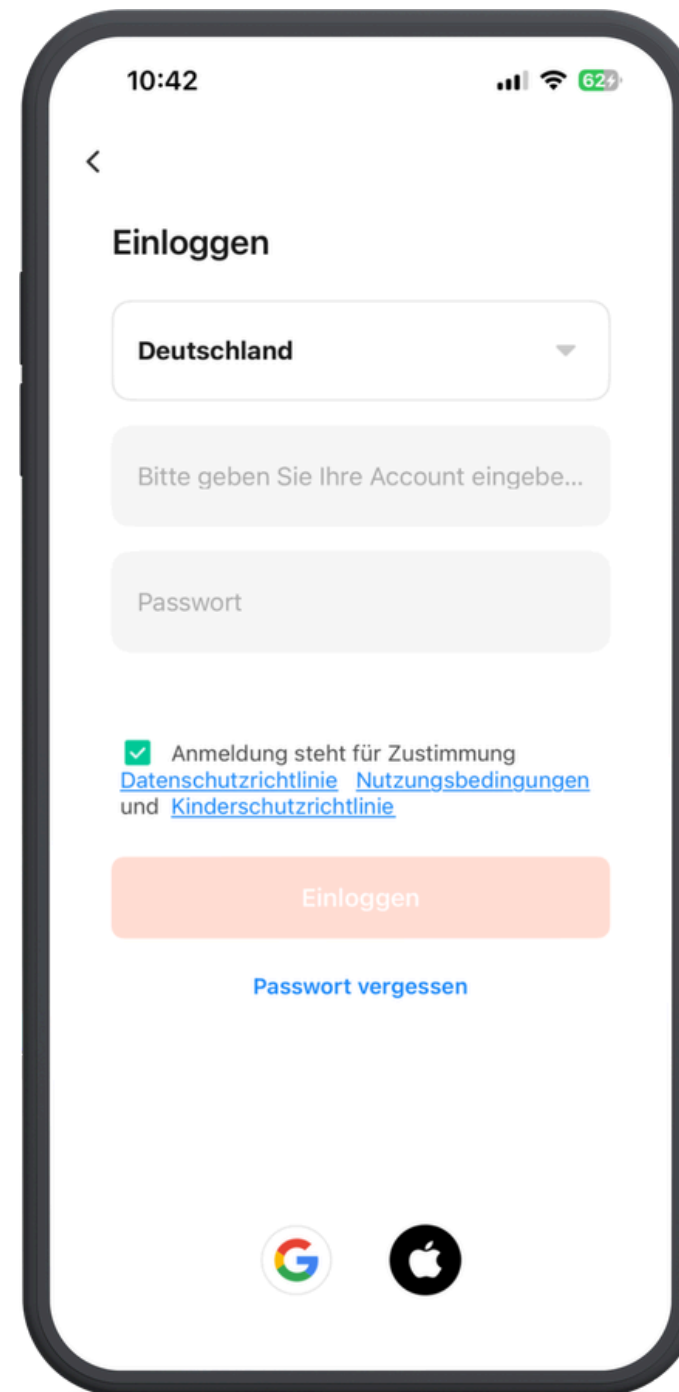 10:42
62
Einloggen
Deutschland
Bitte geben Sie Ihre Account eingebe...
Passwort
Anmeldung steht für Zustimmung
Datenschutzrichtlinie Nutzungsbedingungen
und Kinderschutzrichtlinie
Einloggen
Passwort vergessen